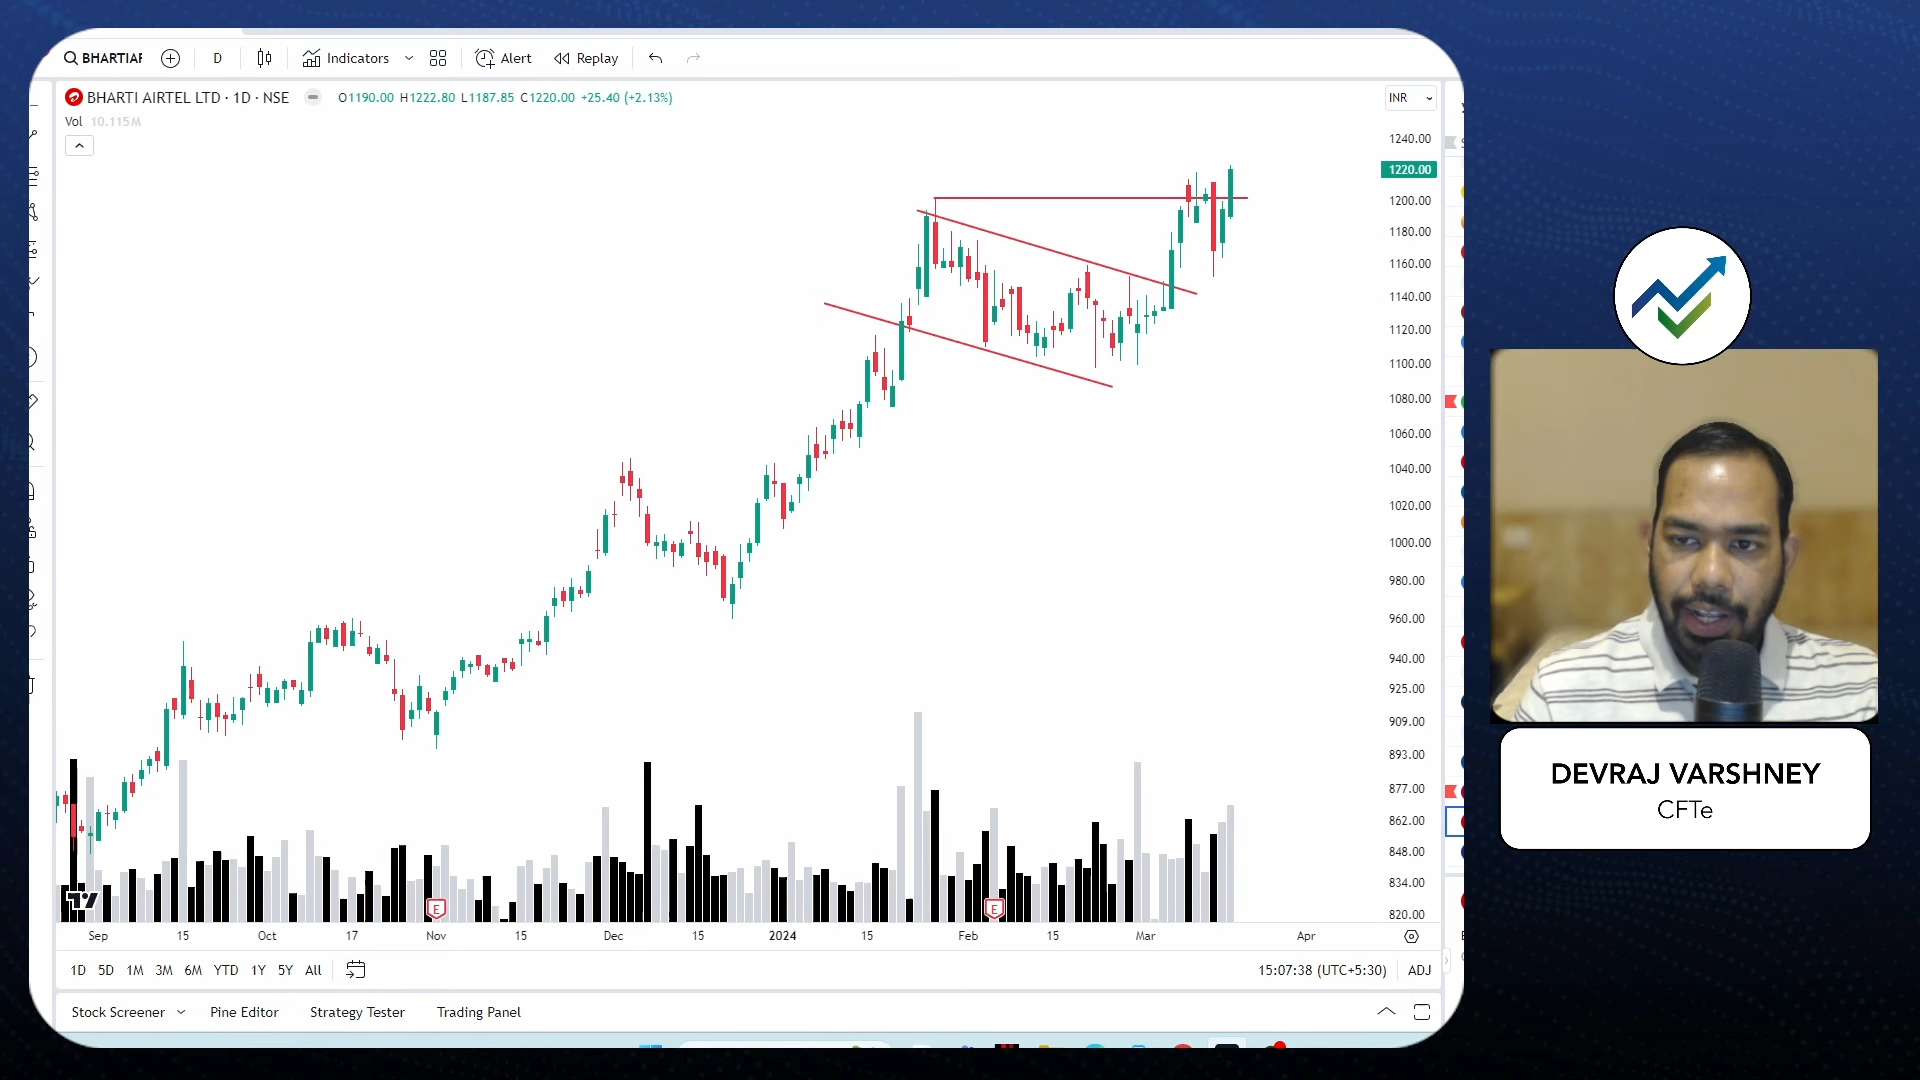 BHARTIAF D Indicators Alert Replay
BHARTI AIRTEL LTD · 1D · NSE O1190.00 H1222.80 L1187.85 C1220.00 +25.40 (+2.13%) INR
Vol 10.115M
1240.00
1220.00
1200.00
1180.00
1160.00
1140.00
1120.00
1100.00
1080.00
1060.00
1040.00
1020.00
1000.00
980.00
960.00
940.00
925.00
909.00
893.00
877.00
862.00
848.00
834.00
820.00
E E
Sep 15 Oct 17 Nov 15 Dec 15 2024 15 Feb 15 Mar Apr
1D 5D 1M 3M 6M YTD 1Y 5Y All 15:07:38 (UTC+5:30) ADJ
Stock Screener Pine Editor Strategy Tester Trading Panel
DEVRAJ VARSHNEY
CFTe